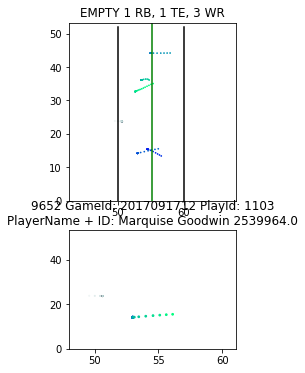 EMPTY 1 RB, 1 TE, 3 WR
50
40
30
20
10
0
50 60
9652 GameId: 2017091712 PlayId: 1103
PlayerName + ID: Marquise Goodwin 2539964.0
40
20
0
50 55 60